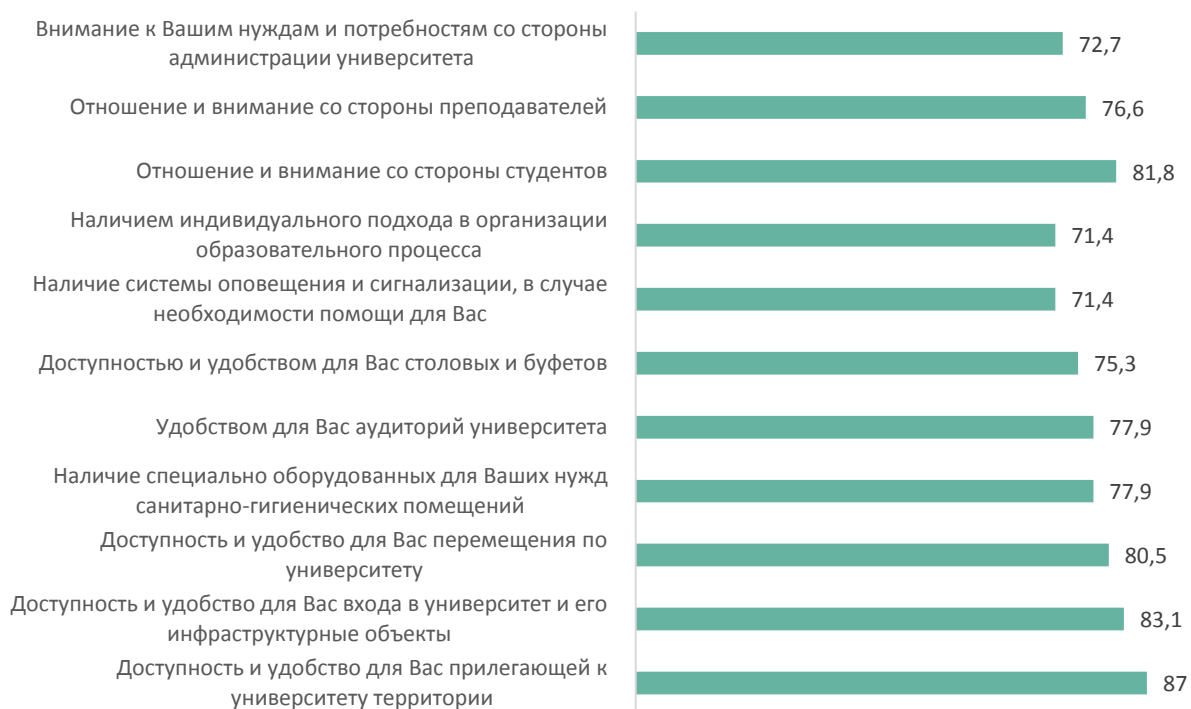 Внимание к Вашим нуждам и потребностям со стороны
администрации университета
72,7
Отношение и внимание со стороны преподавателей
76,6
Отношение и внимание со стороны студентов
81,8
Наличием индивидуального подхода в организации
образовательного процесса
71,4
Наличие системы оповещения и сигнализации, в случае
необходимости помощи для Вас
71,4
Доступностью и удобством для Вас столовых и буфетов
75,3
Удобством для Вас аудиторий университета
77,9
Наличие специально оборудованных для Ваших нужд
санитарно-гигиенических помещений
77,9
Доступность и удобство для Вас перемещения по
университету
80,5
Доступность и удобство для Вас входа в университет и его
инфраструктурные объекты
83,1
Доступность и удобство для Вас прилегающей к
университету территории
87